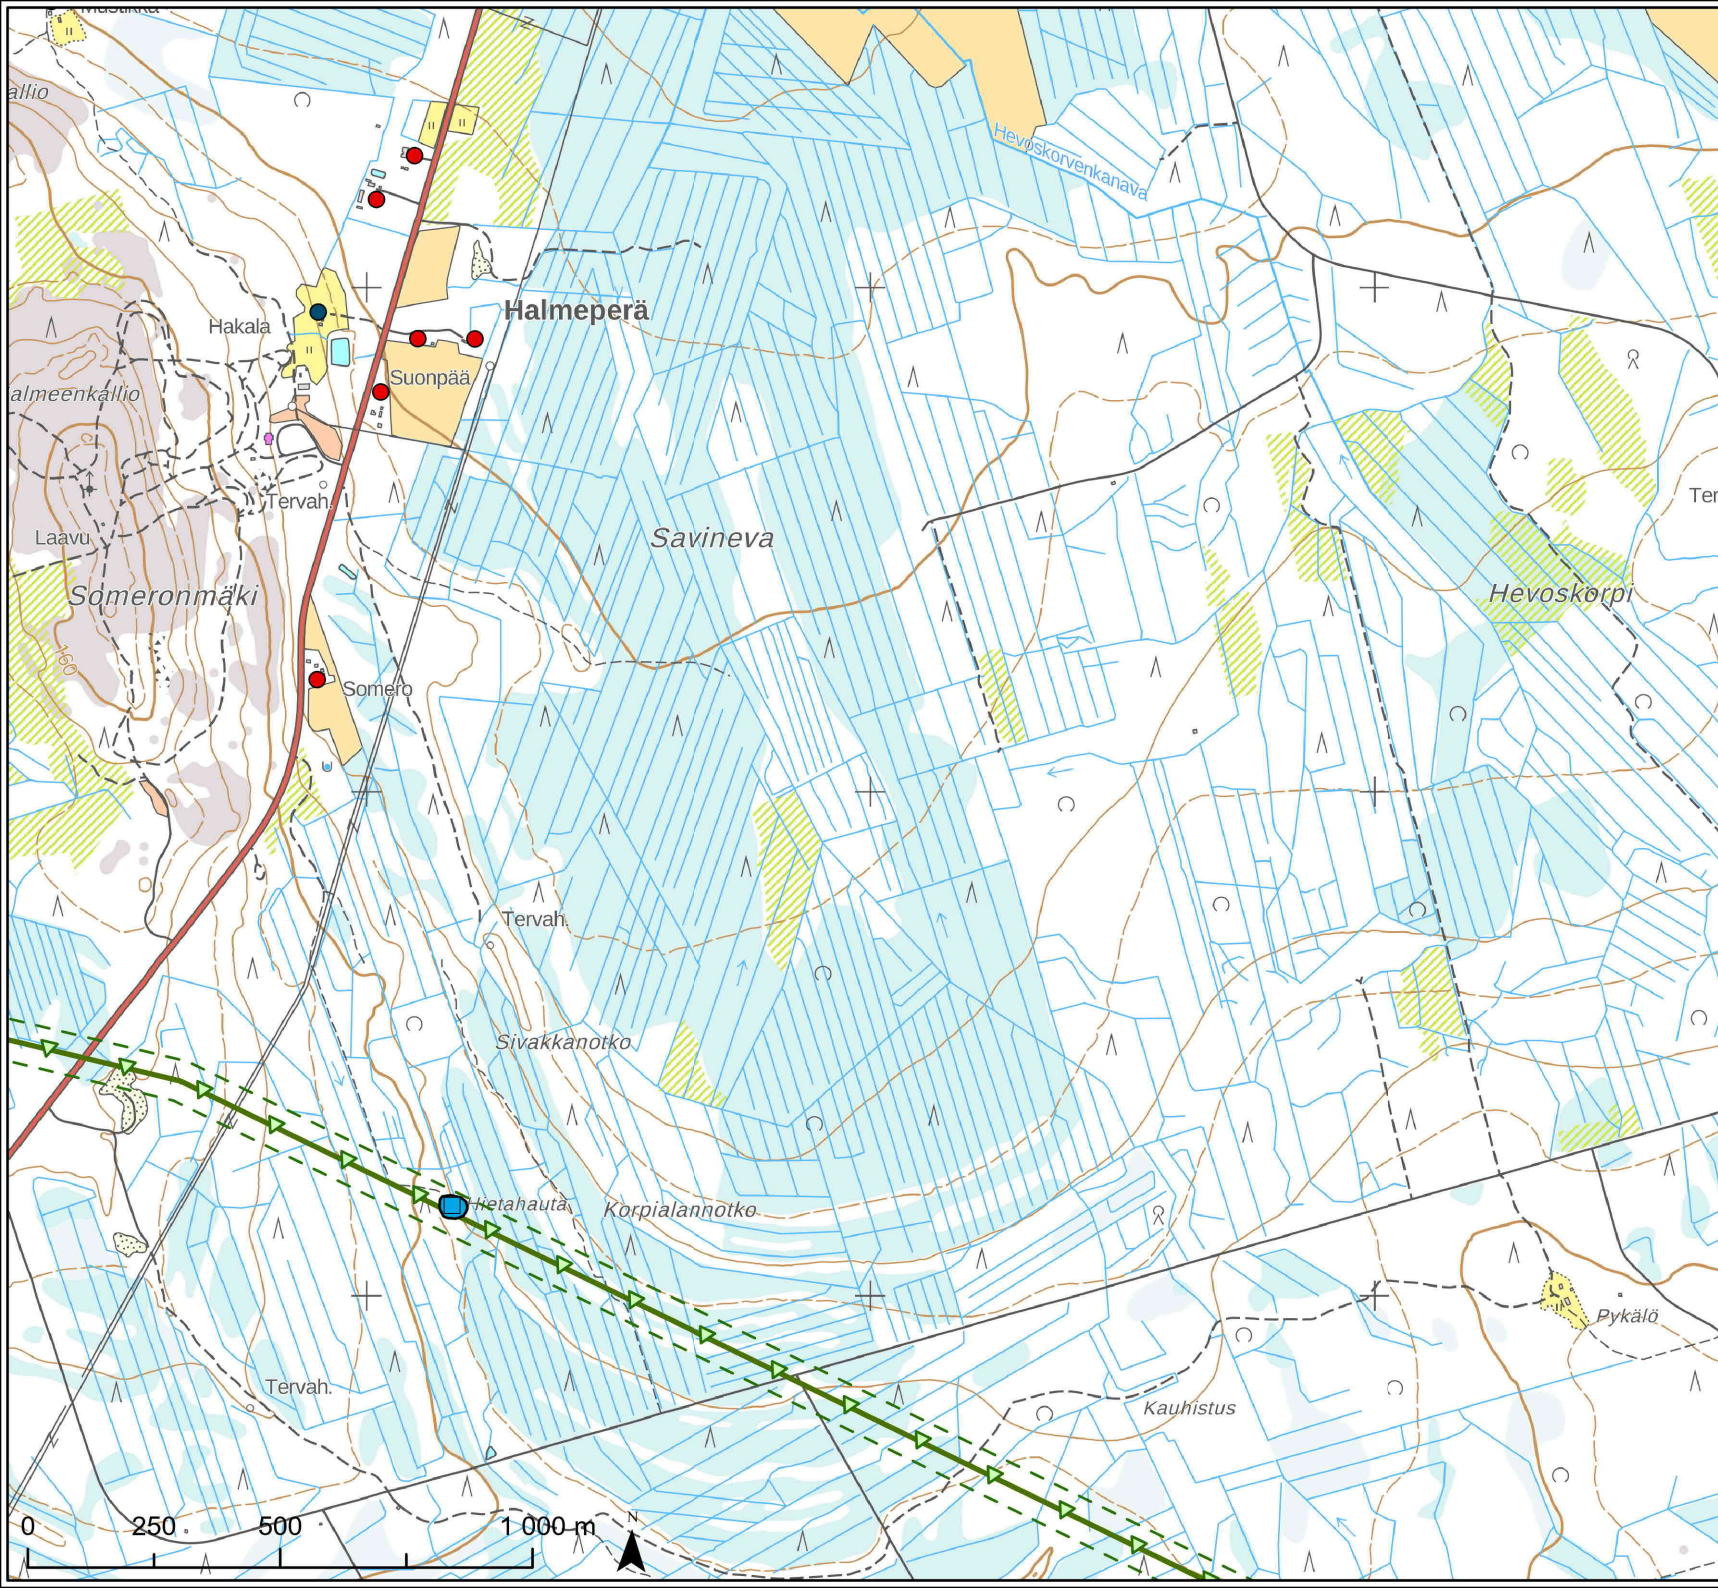 allio
Hevoskorvenkanava
Halmeperä
Hakala
Suonpää
almeenkallio
Tervah.
Ter
Laavu
Savineva
Someronmäki
Hevoskorpi
160
Somero
Tervah.
Sivakkanotko
Hietahauta
Korpialannotko
Pykälö
Tervah.
Kauhistus
0 250 500 1 000 m
N